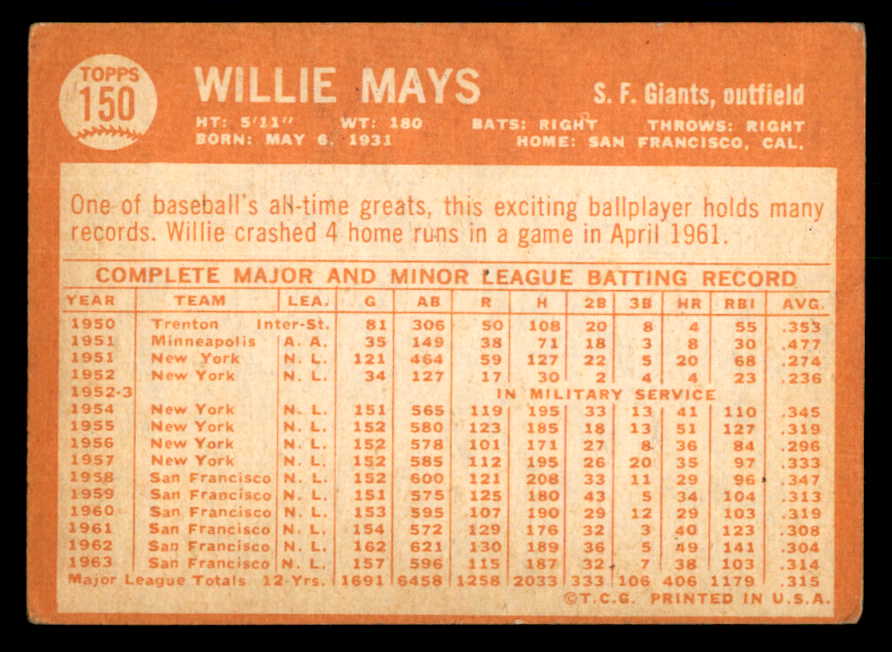 TOPPS
150
WILLIE MAYS
S. F. Giants, outfield
HT: 5'11" WT: 180 BATS: RIGHT THROWS: RIGHT
BORN: MAY 6, 1931 HOME: SAN FRANCISCO, CAL.
One of baseball's all-time greats, this exciting ballplayer holds many
records. Willie crashed 4 home runs in a game in April 1961.
COMPLETE MAJOR AND MINOR LEAGUE BATTING RECORD
YEAR TEAM LEA. G AB R H 2B 3B HR RBI AVG.
1950 Trenton Inter-St. 81 306 50 108 20 8 4 55 .353
1951 Minneapolis A. A. 35 149 38 71 18 3 8 30 .477
1951 New York N. L. 121 464 59 127 22 5 20 68 .274
1952 New York N. L. 34 127 17 30 2 4 4 23 .236
1952-3 IN MILITARY SERVICE
1954 New York N. L. 151 565 119 195 33 13 41 110 .345
1955 New York N. L. 152 580 123 185 18 13 51 127 .319
1956 New York N. L. 152 578 101 171 27 8 36 84 .296
1957 New York N. L. 152 585 112 195 26 20 35 97 .333
1958 San Francisco N. L. 152 600 121 208 33 11 29 96 .347
1959 San Francisco N. L. 151 575 125 180 43 5 34 104 .313
1960 San Francisco N. L. 153 595 107 190 29 12 29 103 .319
1961 San Francisco N. L. 154 572 129 176 32 3 40 123 .308
1962 San Francisco N. L. 162 621 130 189 36 5 49 141 .304
1963 San Francisco N. L. 157 596 115 187 32 7 38 103 .314
Major League Totals 12-Yrs. 1691 6458 1258 2033 333 106 406 1179 .315
©T.C.G. PRINTED IN U.S.A.